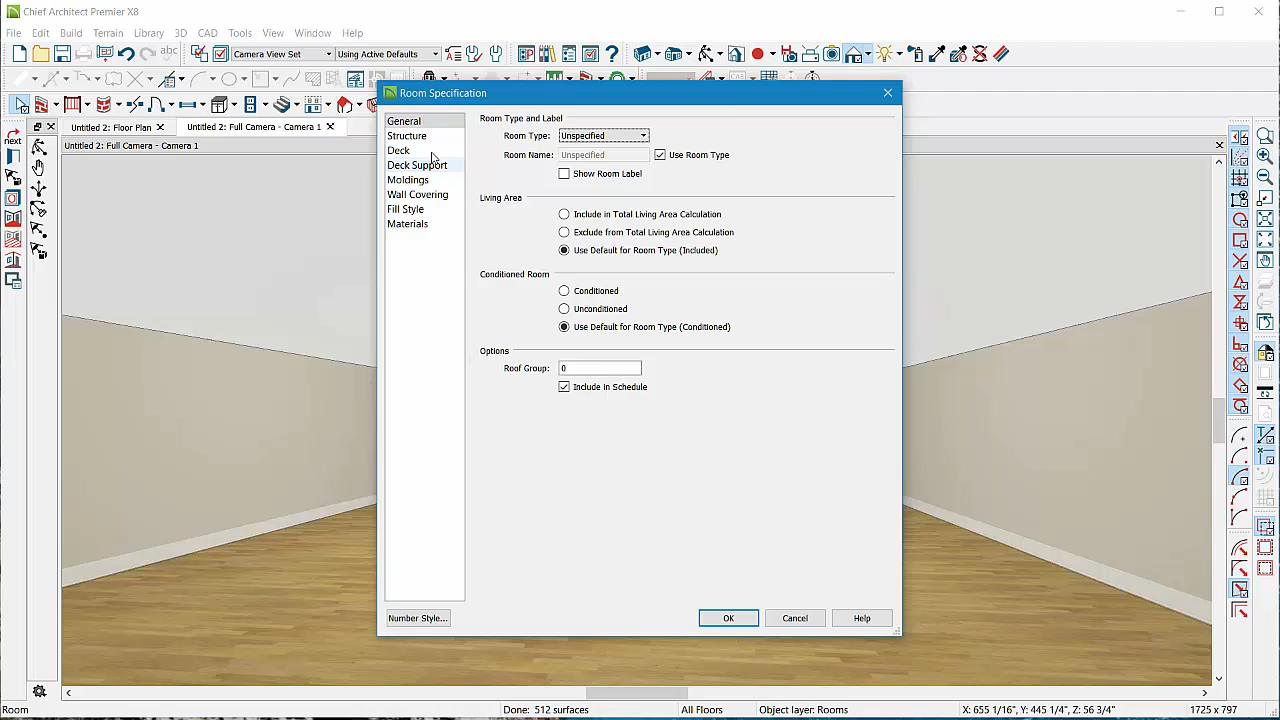 Chief Architect Premier X8
File Edit Build Terrain Library 3D CAD Tools View Window Help
Camera View Set Using Active Defaults
Untitled 2: Floor Plan Untitled 2: Full Camera - Camera 1
Untitled 2: Full Camera - Camera 1
next
Room Specification
General
Structure
Deck
Deck Support
Moldings
Wall Covering
Fill Style
Materials
Room Type and Label
Room Type: Unspecified
Room Name: Unspecified Use Room Type
Show Room Label
Living Area
Include in Total Living Area Calculation
Exclude from Total Living Area Calculation
Use Default for Room Type (Included)
Conditioned Room
Conditioned
Unconditioned
Use Default for Room Type (Conditioned)
Options
Roof Group: 0
Include in Schedule
Number Style... OK Cancel Help
Room Done: 512 surfaces All Floors Object layer: Rooms X: 655 1/16", Y: 445 1/4", Z: 56 3/4" 1725 x 797